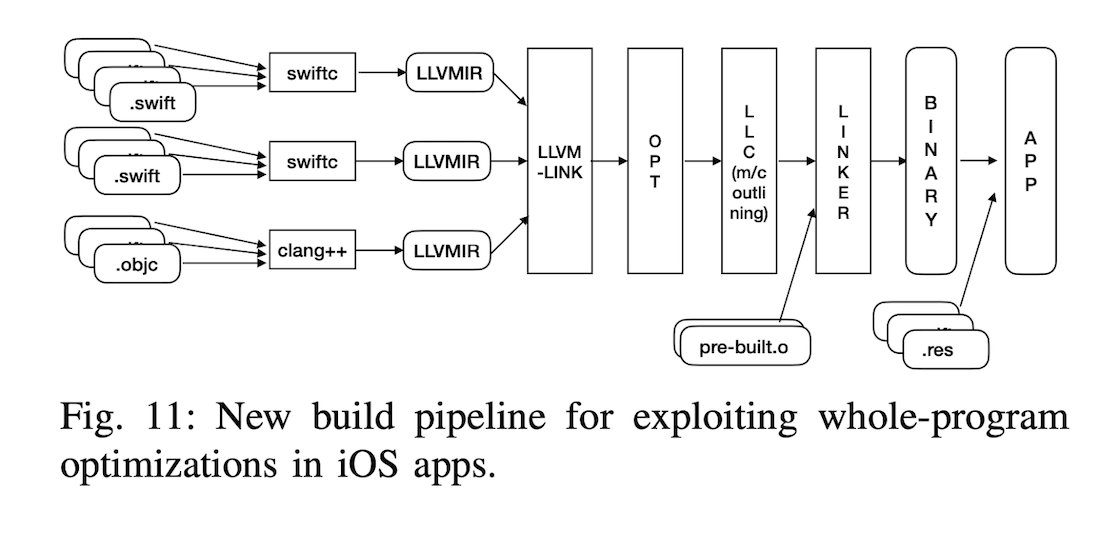 .swift
swiftc
LLVMIR
.swift
swiftc
LLVMIR
.objc
clang++
LLVMIR
LLVM
-LINK
O
P
T
L
L
C
(m/c
outli
ning)
L
I
N
K
E
R
B
I
N
A
R
Y
A
P
P
pre-built.o
.res
Fig. 11: New build pipeline for exploiting whole-program
optimizations in iOS apps.